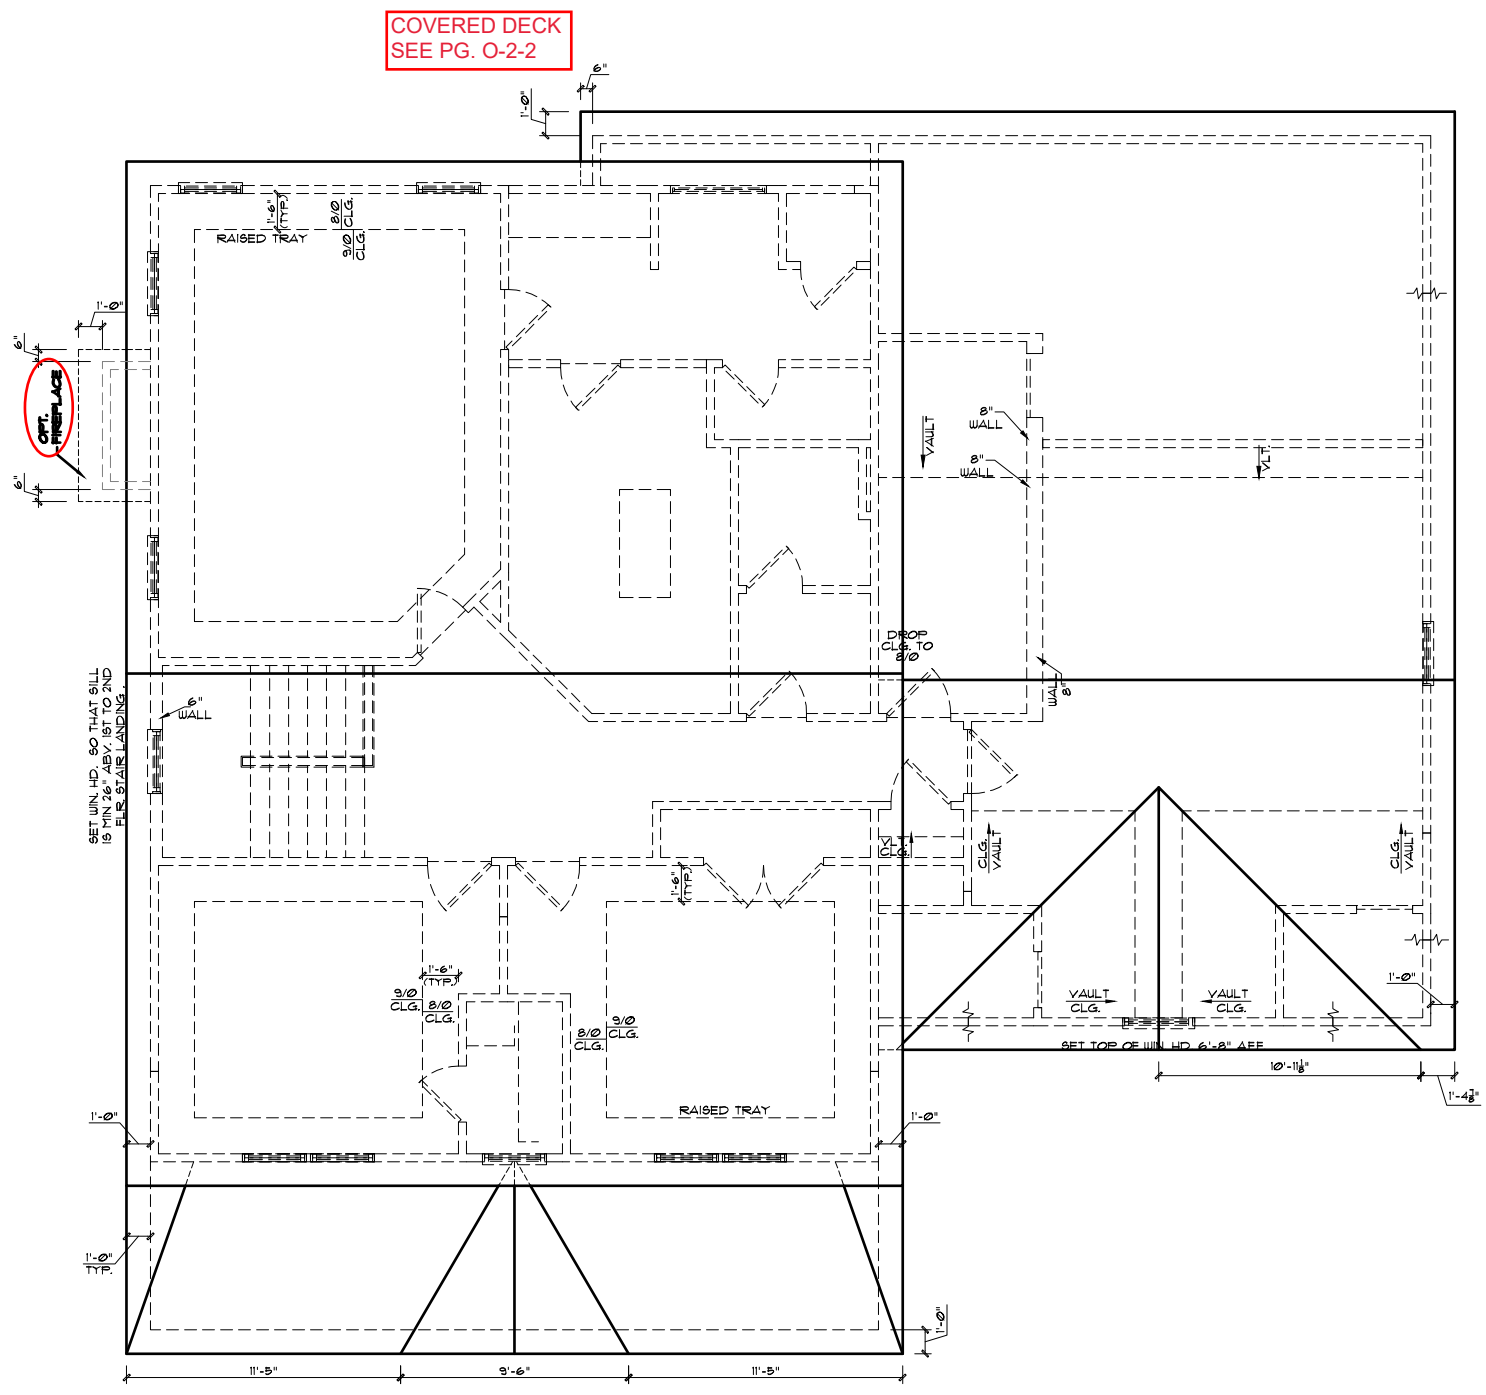 COVERED DECK
SEE PG. O-2-2
6"
1'-0"
1'-6"
(TYP.)
8/0
CLG.
9/0
CLG.
RAISED TRAY
1'-0"
6"
OPT.
FIREPLACE
6"
VAULT
8"
WALL
8"
WALL
VLT.
DROP
CLG. TO
8/0
WALL
8"
SET WIN. HD. SO THAT SILL
IS MIN 26" ABV. 1ST TO 2ND
FLR. STAIR LANDING.
6"
WALL
VLT.
CLG.
CLG.
VAULT
CLG.
VAULT
1'-6"
(TYP.)
1'-6"
(TYP.)
9/0
CLG.
8/0
CLG.
8/0
CLG.
9/0
CLG.
VAULT
CLG.
VAULT
CLG.
1'-0"
SET TOP OF WIN. HD 6'-8" AFF
10'-11 1/8"
1'-4 7/8"
RAISED TRAY
1'-0"
1'-0"
1'-0"
TYP.
1'-0"
11'-5"
9'-6"
11'-5"